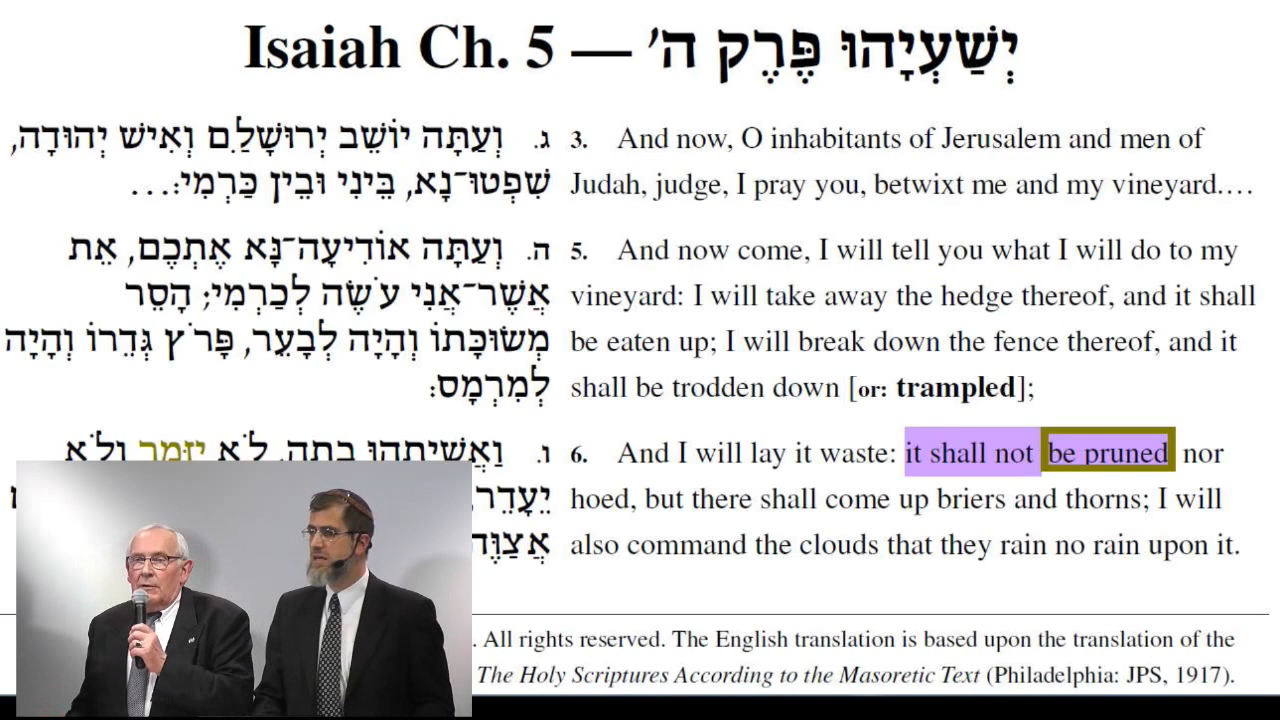 Isaiah Ch. 5 — יְשַׁעְיָהוּ פֶּרֶק ה׳
ג. וְעַתָּה יוֹשֵׁב יְרוּשָׁלַ‍ִם וְאִישׁ יְהוּדָה,
שִׁפְטוּ־נָא, בֵּינִי וּבֵין כַּרְמִי׃...
3. And now, O inhabitants of Jerusalem and men of
Judah, judge, I pray you, betwixt me and my vineyard....
ה. וְעַתָּה אוֹדִיעָה־נָּא אֶתְכֶם, אֵת
אֲשֶׁר־אֲנִי עֹשֶׂה לְכַרְמִי; הָסֵר
מְשׂוּכָּתוֹ וְהָיָה לְבָעֵר, פָּרֹץ גְּדֵרוֹ וְהָיָה
לְמִרְמָס׃
5. And now come, I will tell you what I will do to my
vineyard: I will take away the hedge thereof, and it shall
be eaten up; I will break down the fence thereof, and it
shall be trodden down [or: trampled];
ו. וַאֲשִׁיתֵהוּ בָתָה, לֹא יִזָּמֵר וְלֹא
יֵעָדֵר,
אֲצַוֶּה
6. And I will lay it waste: it shall not be pruned nor
hoed, but there shall come up briers and thorns; I will
also command the clouds that they rain no rain upon it.
. All rights reserved. The English translation is based upon the translation of the
The Holy Scriptures According to the Masoretic Text (Philadelphia: JPS, 1917).